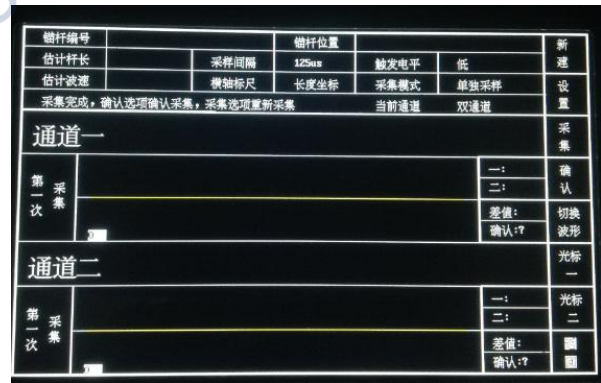 锚杆编号 锚杆位置
估计杆长 采样间隔 125us 触发电平 低
估计波速 横轴标尺 长度坐标 采集模式 单独采样
采集完成，确认选项确认采集，采集选项重新采集 当前通道 双通道
新建
设置
采集
确认
切换波形
光标一
光标二
通道一
第一次采集
一：
二：
差值：
确认：?
通道二
第一次采集
一：
二：
差值：
确认：?